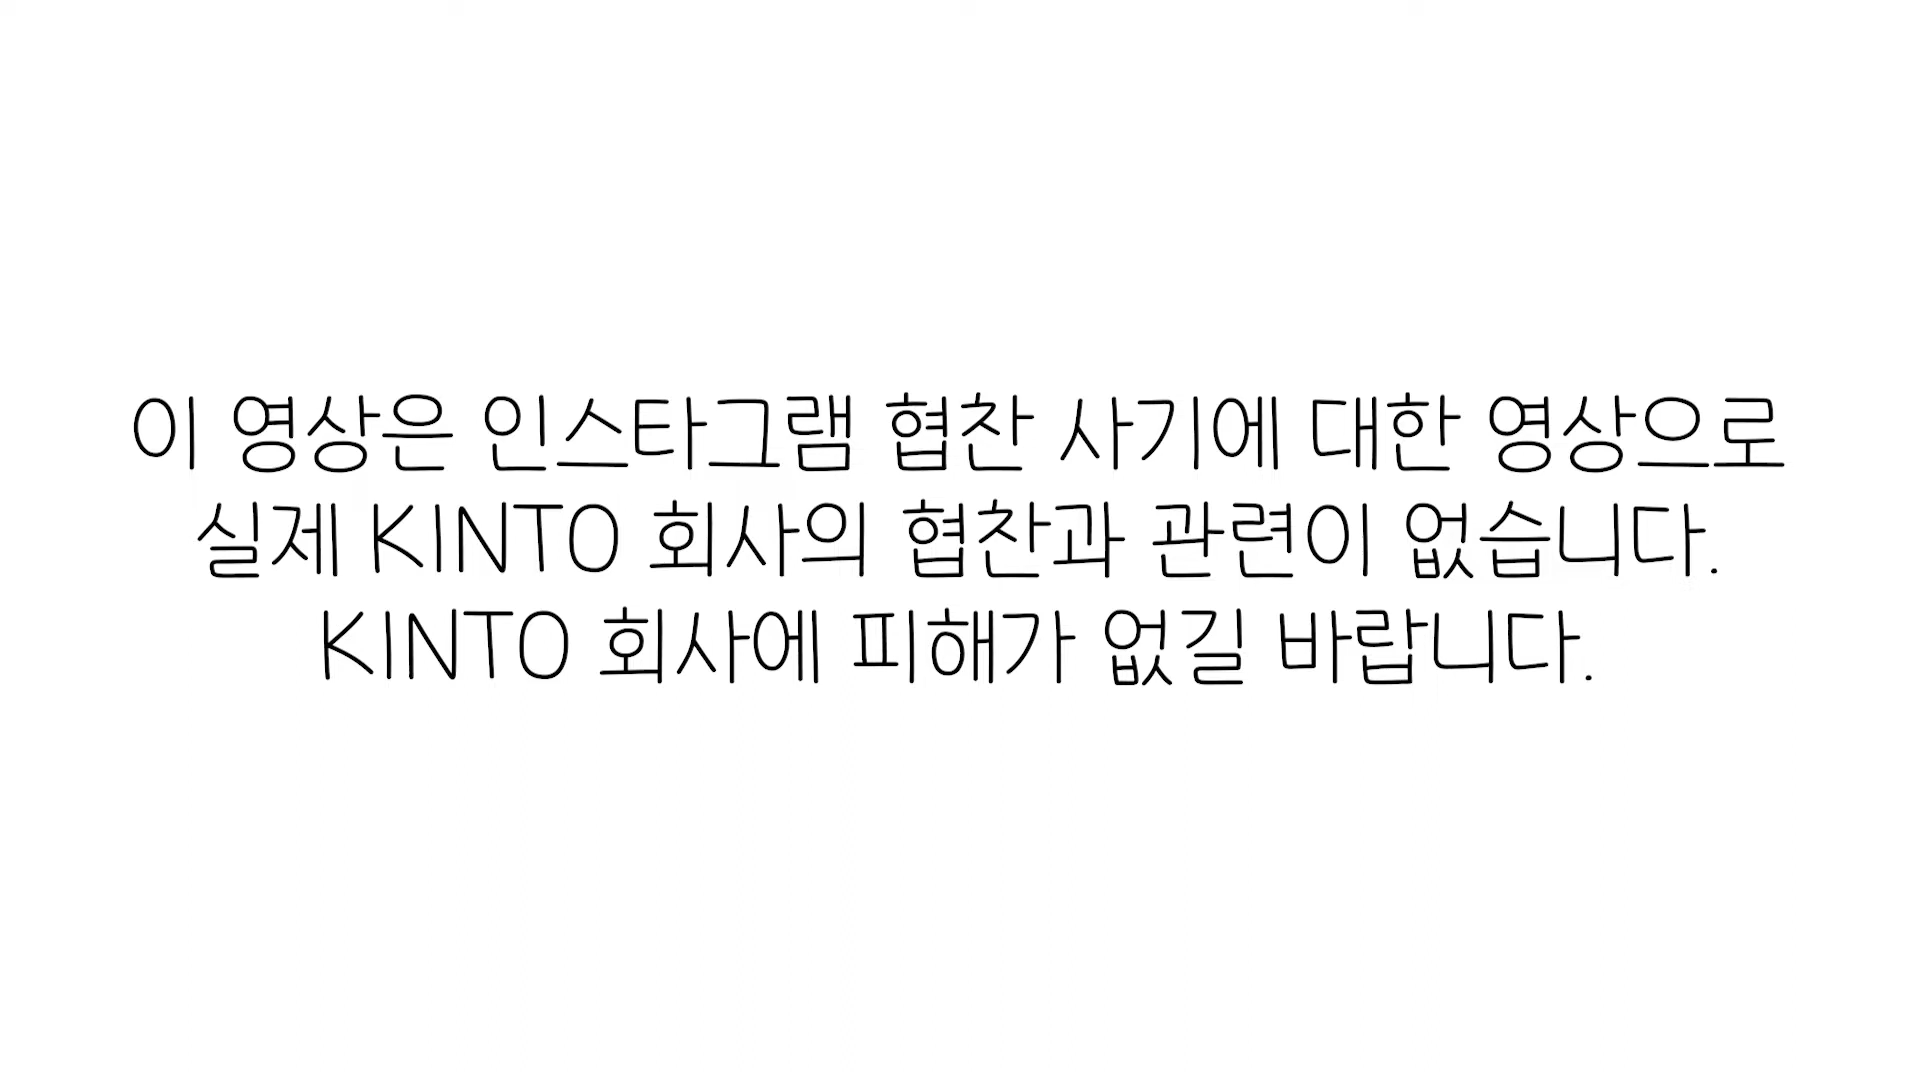 이 영상은 인스타그램 협찬 사기에 대한 영상으로
실제 KINTO 회사의 협찬과 관련이 없습니다.
KINTO 회사에 피해가 없길 바랍니다.